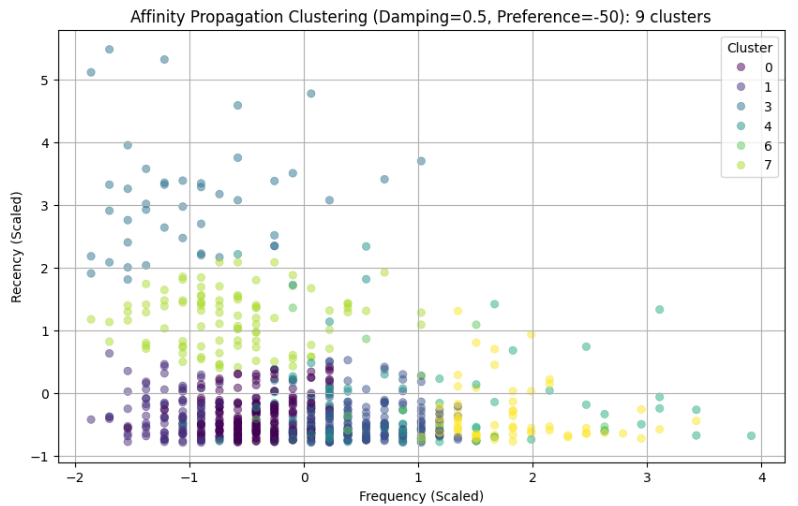 Affinity Propagation Clustering (Damping=0.5, Preference=-50): 9 clusters
Cluster
0
1
3
4
6
7
5
4
3
2
1
0
−1
Recency (Scaled)
−2 −1 0 1 2 3 4
Frequency (Scaled)